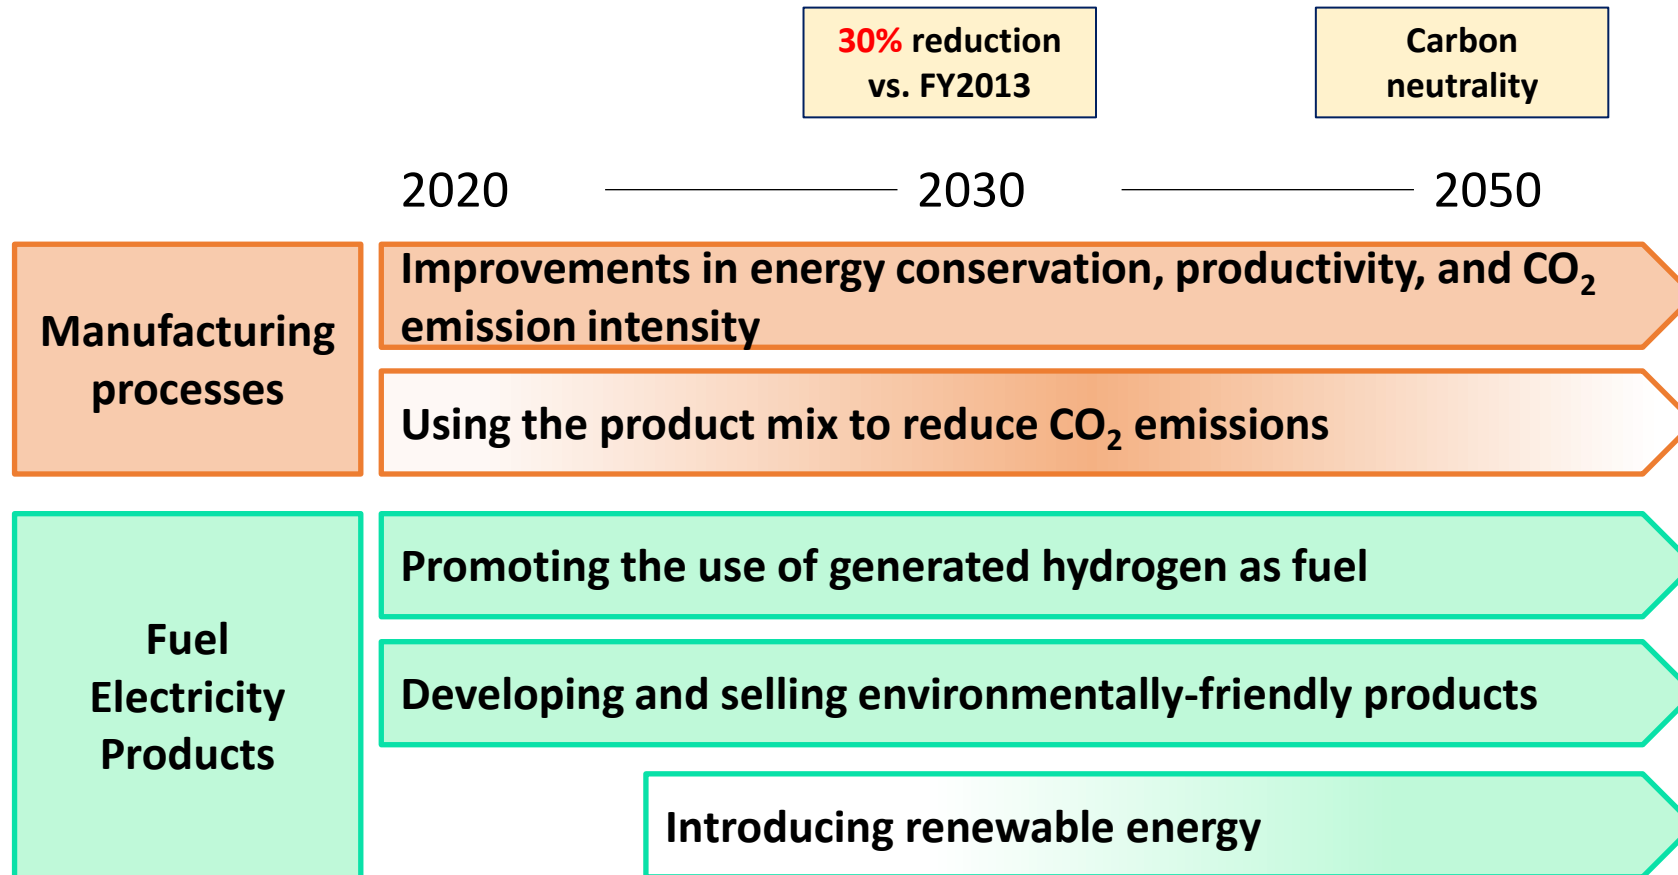 30% reduction
vs. FY2013
Carbon
neutrality
2020
2030
2050
Manufacturing
processes
Improvements in energy conservation, productivity, and CO₂
emission intensity
Using the product mix to reduce CO₂ emissions
Fuel
Electricity
Products
Promoting the use of generated hydrogen as fuel
Developing and selling environmentally-friendly products
Introducing renewable energy